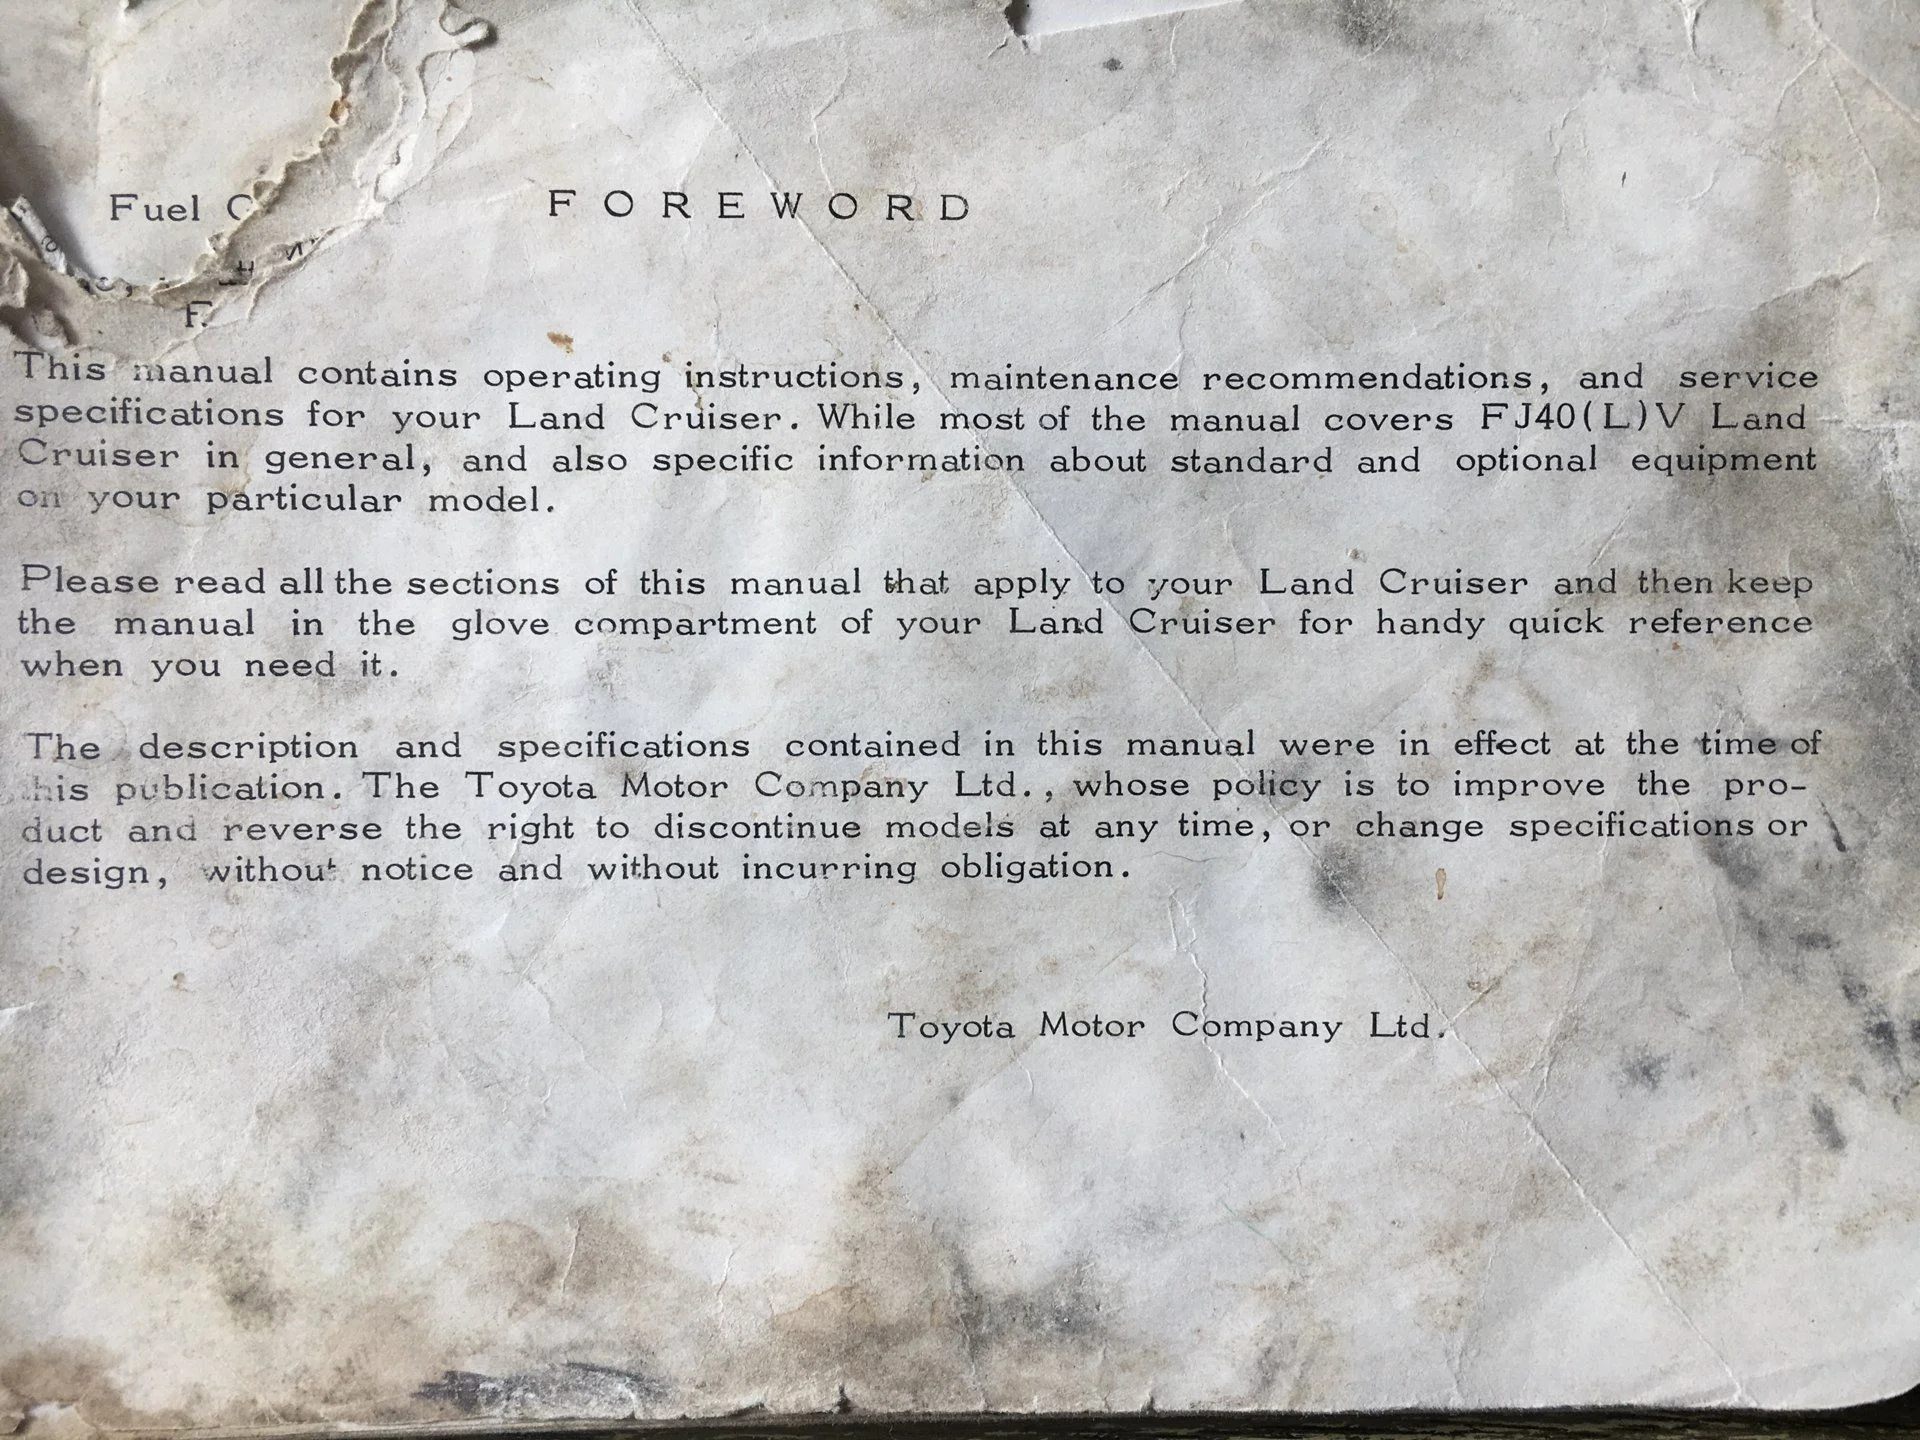 Fuel
FOREWORD
F.
This manual contains operating instructions, maintenance recommendations, and service
specifications for your Land Cruiser. While most of the manual covers FJ40(L)V Land
Cruiser in general, and also specific information about standard and optional equipment
on your particular model.
Please read all the sections of this manual that apply to your Land Cruiser and then keep
the manual in the glove compartment of your Land Cruiser for handy quick reference
when you need it.
The description and specifications contained in this manual were in effect at the time of
this publication. The Toyota Motor Company Ltd., whose policy is to improve the pro-
duct and reverse the right to discontinue models at any time, or change specifications or
design, without notice and without incurring obligation.
Toyota Motor Company Ltd.